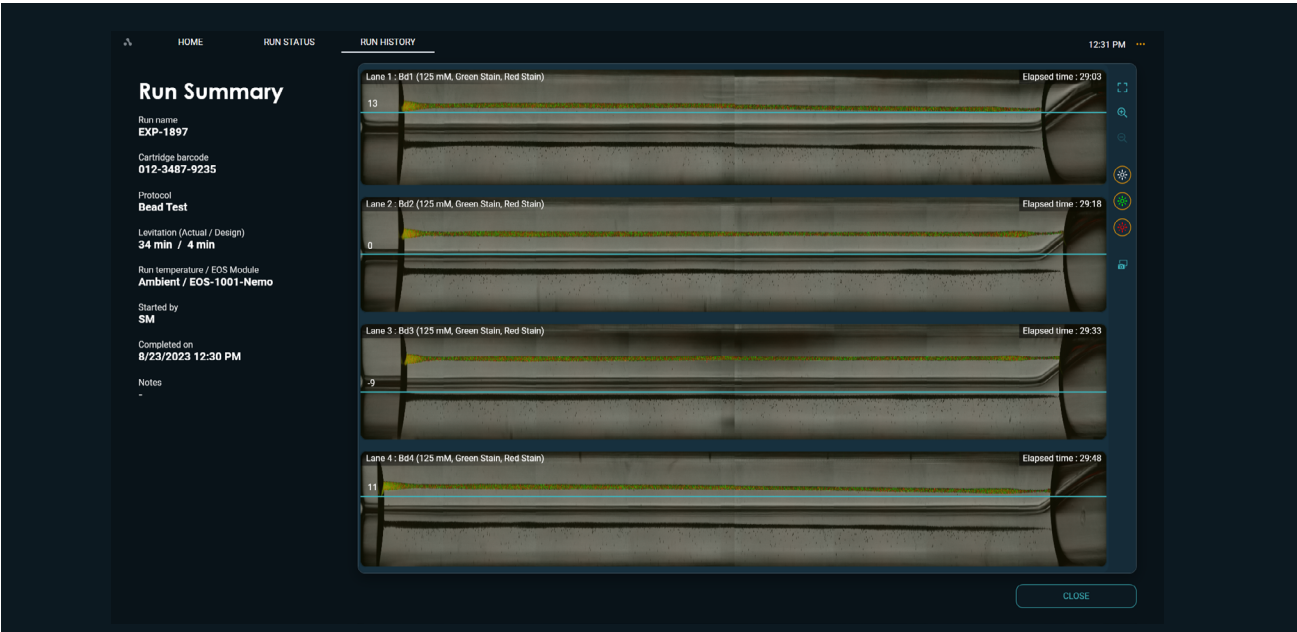 HOME RUN STATUS RUN HISTORY 12:31 PM
Run Summary
Run name
EXP-1897
Cartridge barcode
012-3487-9235
Protocol
Bead Test
Levitation (Actual / Design)
34 min / 4 min
Run temperature / EOS Module
Ambient / EOS-1001-Nemo
Started by
SM
Completed on
8/23/2023 12:30 PM
Notes
-
Lane 1 : Bd1 (125 mM, Green Stain, Red Stain) Elapsed time : 29:03
13
Lane 2 : Bd2 (125 mM, Green Stain, Red Stain) Elapsed time : 29:18
0
Lane 3 : Bd3 (125 mM, Green Stain, Red Stain) Elapsed time : 29:33
-9
Lane 4 : Bd4 (125 mM, Green Stain, Red Stain) Elapsed time : 29:48
11
CLOSE